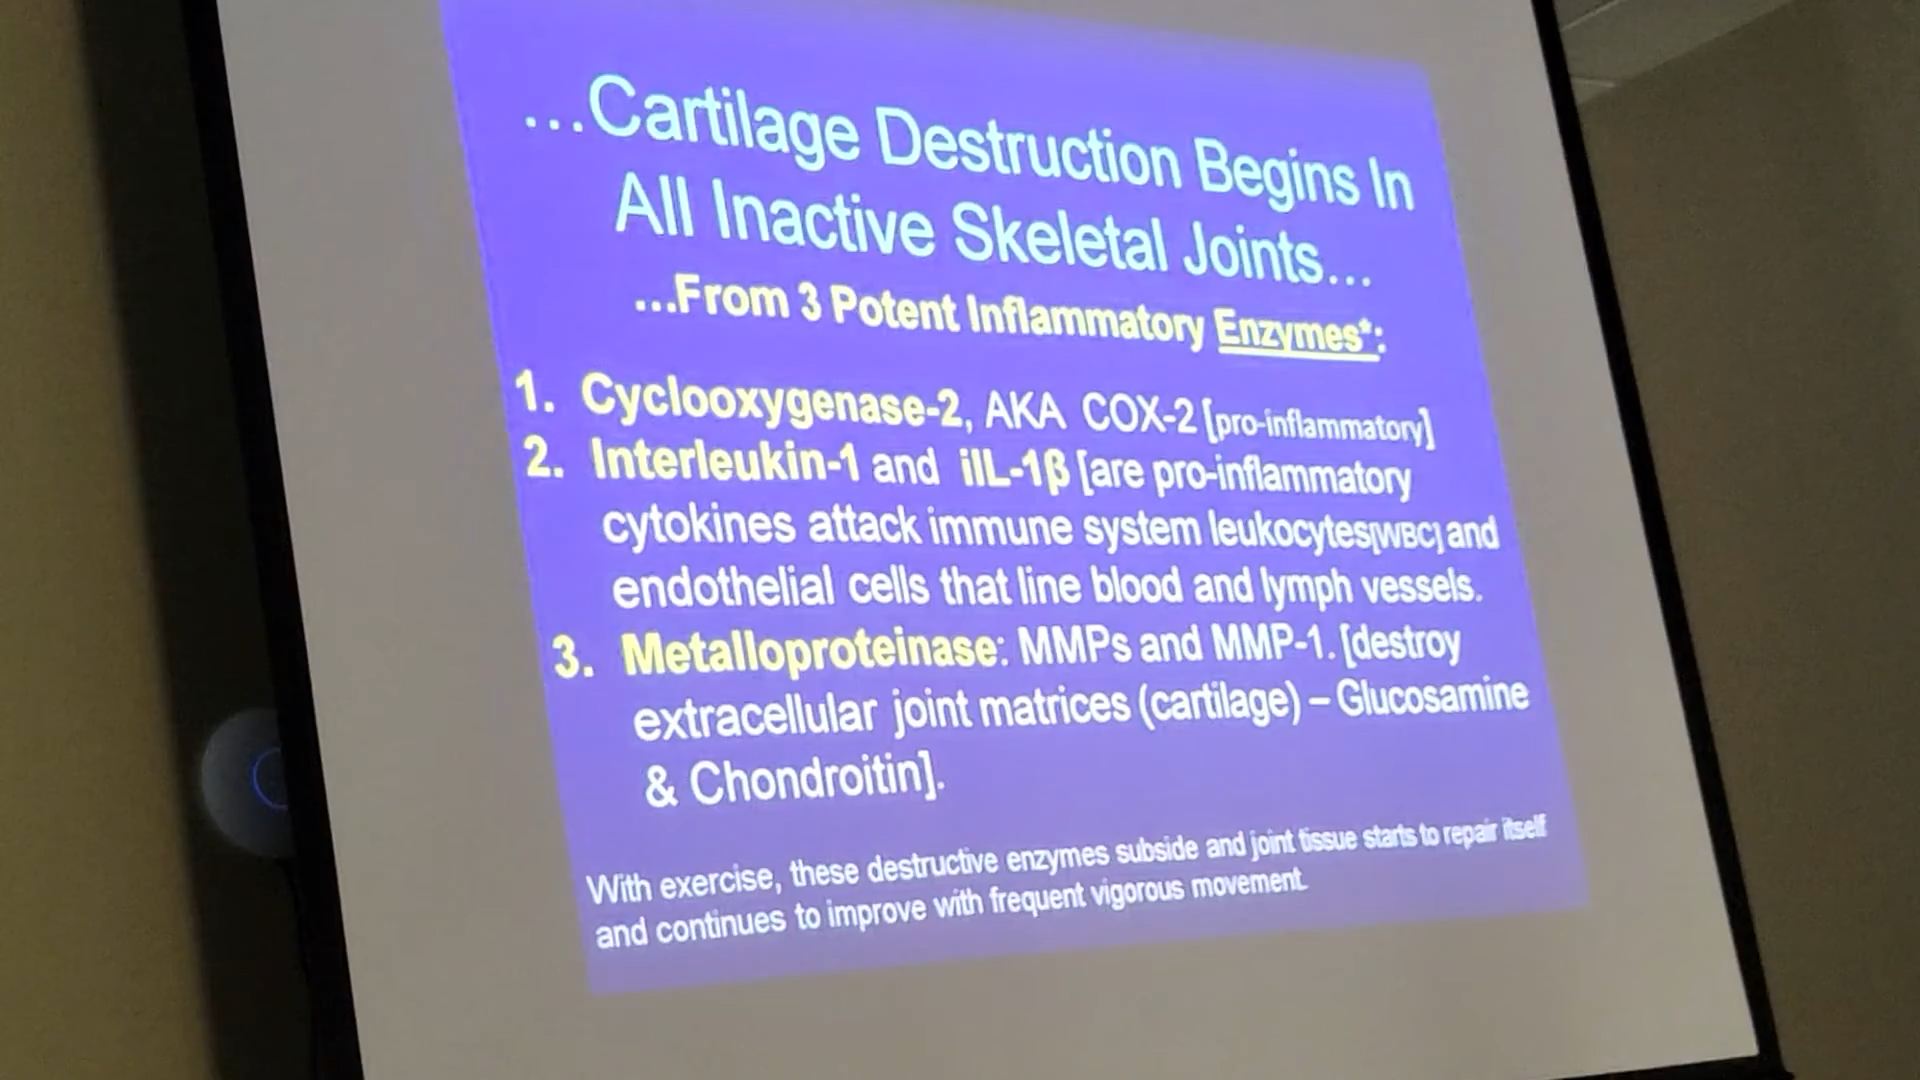 ...Cartilage Destruction Begins In
All Inactive Skeletal Joints...
...From 3 Potent Inflammatory Enzymes*:
1. Cyclooxygenase-2, AKA COX-2 [pro-inflammatory]
2. Interleukin-1 and iIL-1β [are pro-inflammatory
cytokines attack immune system leukocytes[WBC] and
endothelial cells that line blood and lymph vessels.
3. Metalloproteinase: MMPs and MMP-1. [destroy
extracellular joint matrices (cartilage) – Glucosamine
& Chondroitin].
With exercise, these destructive enzymes subside and joint tissue starts to repair itself
and continues to improve with frequent vigorous movement.